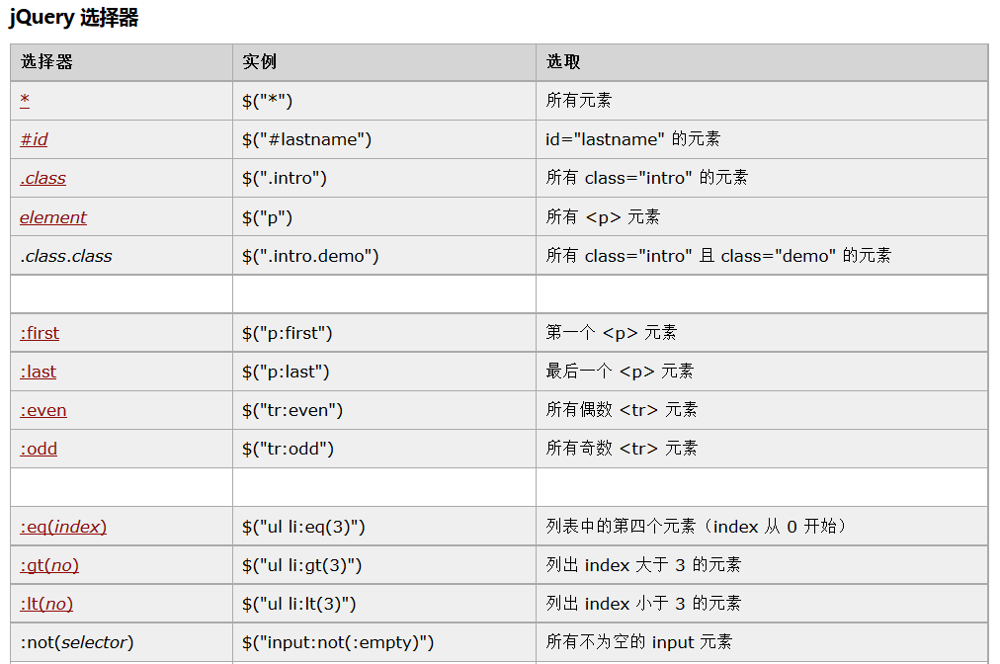 jQuery 选择器
选择器 实例 选取
* $("*") 所有元素
#id $("#lastname") id="lastname" 的元素
.class $(".intro") 所有 class="intro" 的元素
element $("p") 所有 <p> 元素
.class.class $(".intro.demo") 所有 class="intro" 且 class="demo" 的元素
:first $("p:first") 第一个 <p> 元素
:last $("p:last") 最后一个 <p> 元素
:even $("tr:even") 所有偶数 <tr> 元素
:odd $("tr:odd") 所有奇数 <tr> 元素
:eq(index) $("ul li:eq(3)") 列表中的第四个元素（index 从 0 开始）
:gt(no) $("ul li:gt(3)") 列出 index 大于 3 的元素
:lt(no) $("ul li:lt(3)") 列出 index 小于 3 的元素
:not(selector) $("input:not(:empty)") 所有不为空的 input 元素